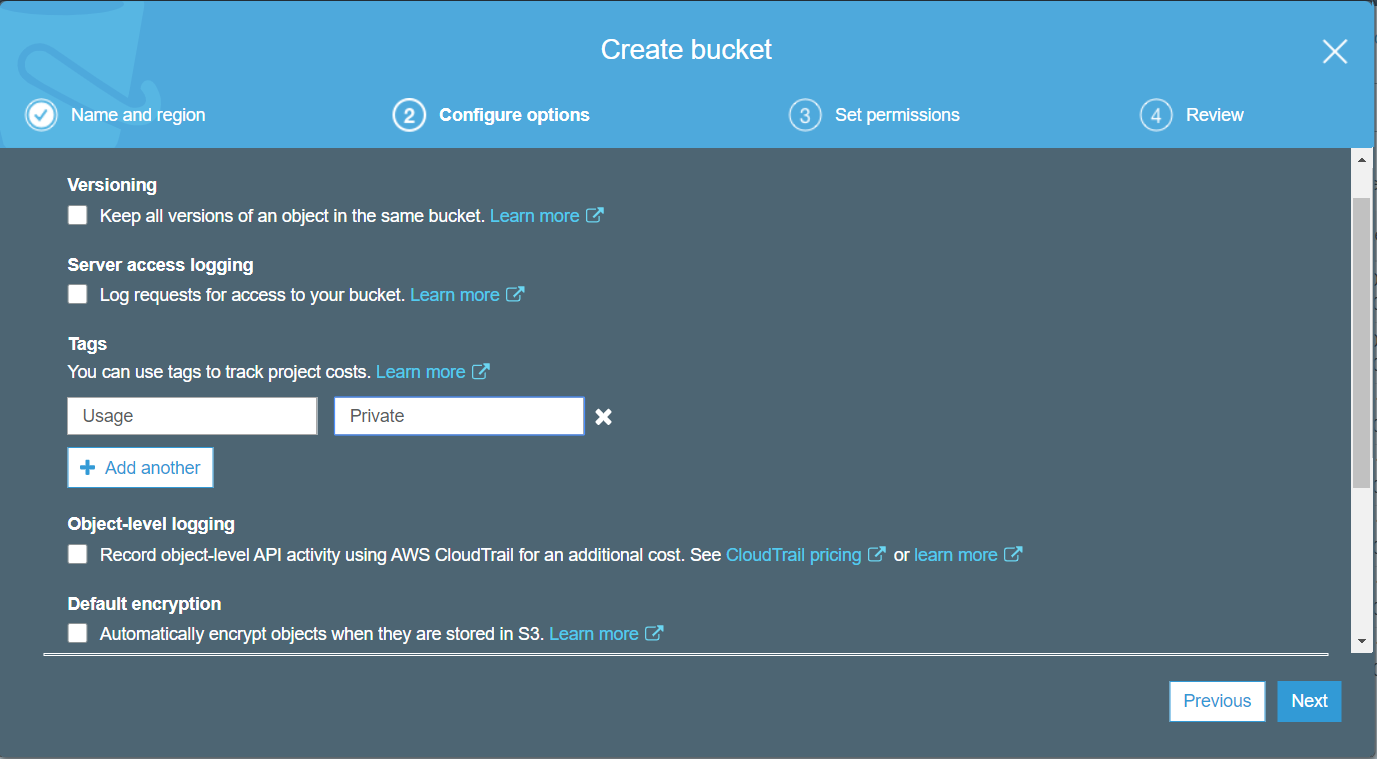 Create bucket
Name and region
2 Configure options
3 Set permissions
4 Review
Versioning
Keep all versions of an object in the same bucket. Learn more
Server access logging
Log requests for access to your bucket. Learn more
Tags
You can use tags to track project costs. Learn more
Usage Private
Add another
Object-level logging
Record object-level API activity using AWS CloudTrail for an additional cost. See CloudTrail pricing or learn more
Default encryption
Automatically encrypt objects when they are stored in S3. Learn more
Previous Next